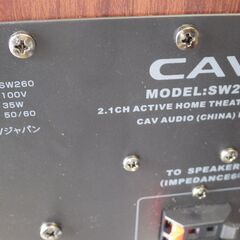 SW260
100V
35W
50/60
ジャパン
CAV
MODEL:SW2
2.1CH ACTIVE HOME THEAT
CAV AUDIO (CHINA)
TO SPEAKER
(IMPEDANCE6